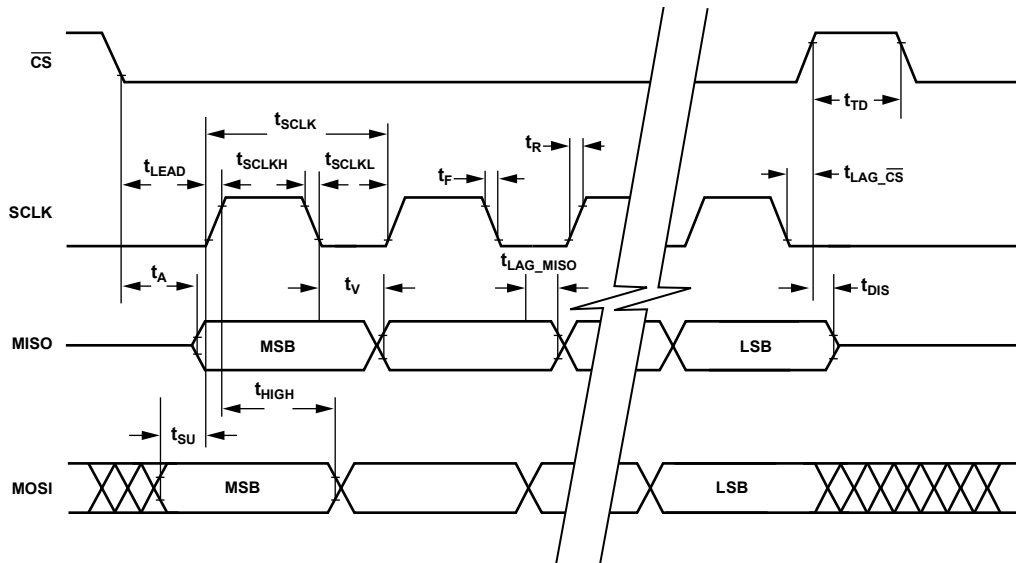 CS
tTD
tSCLK
tR
tLEAD
tSCLKH
tSCLKL
tF
tLAG_CS
SCLK
tLAG_MISO
tA
tV
tDIS
MISO
MSB
LSB
tHIGH
tSU
MOSI
MSB
LSB